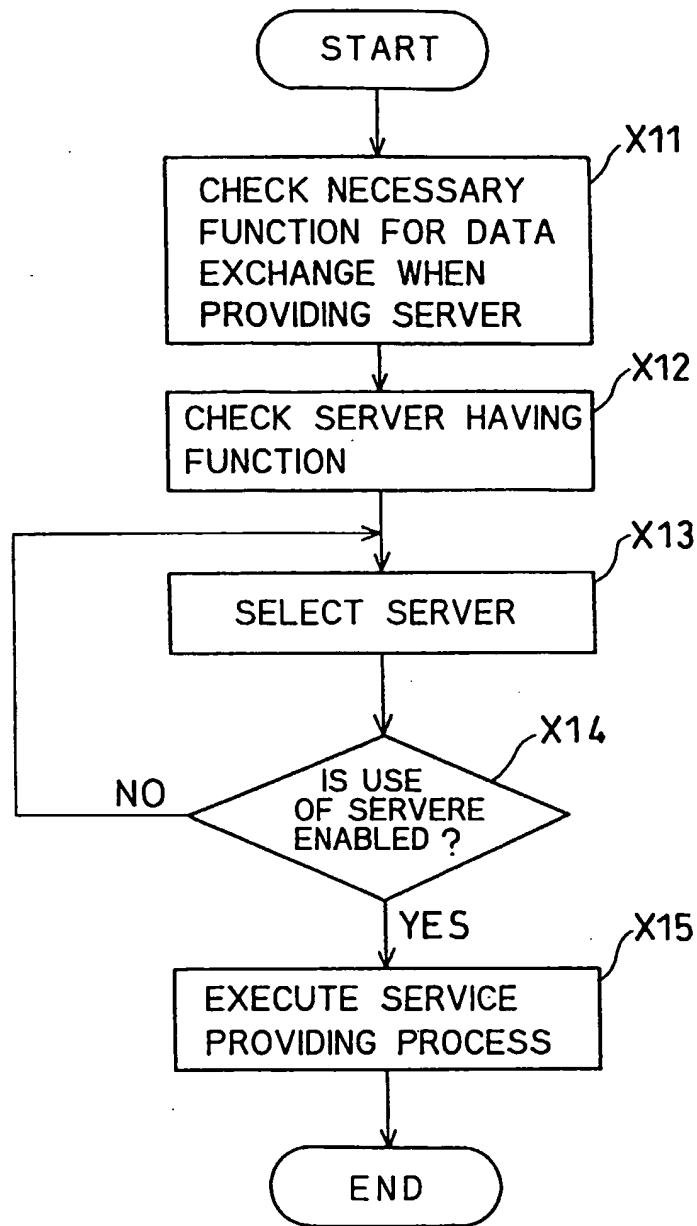 START
X11
CHECK NECESSARY
FUNCTION FOR DATA
EXCHANGE WHEN
PROVIDING SERVER
X12
CHECK SERVER HAVING
FUNCTION
X13
SELECT SERVER
X14
IS USE
OF SERVERE
ENABLED ?
NO
YES
X15
EXECUTE SERVICE
PROVIDING PROCESS
END